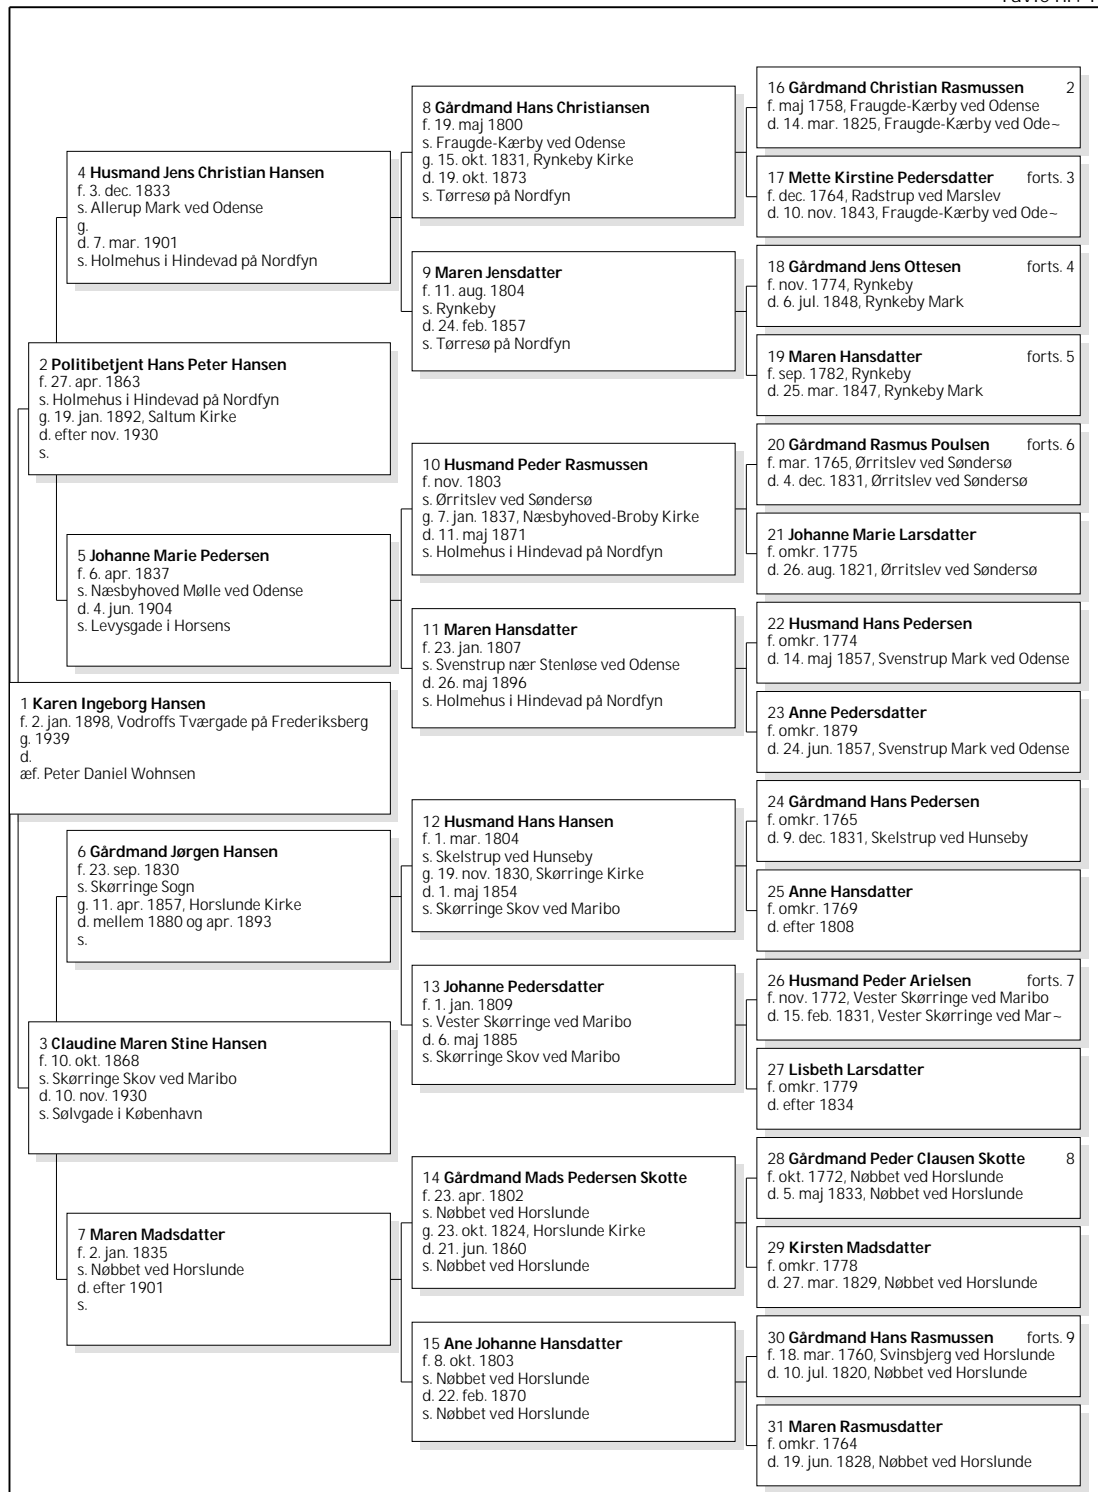 4 Husmand Jens Christian Hansen
f. 3. dec. 1833
s. Allerup Mark ved Odense
g.
d. 7. mar. 1901
s. Holmehus i Hindevad på Nordfyn
2 Politibetjent Hans Peter Hansen
f. 27. apr. 1863
s. Holmehus i Hindevad på Nordfyn
g. 19. jan. 1892, Saltum Kirke
d. efter nov. 1930
s.
5 Johanne Marie Pedersen
f. 6. apr. 1837
s. Næsbyhoved Mølle ved Odense
d. 4. jun. 1904
s. Levysgade i Horsens
1 Karen Ingeborg Hansen
f. 2. jan. 1898, Vodroffs Tværgade på Frederiksberg
g. 1939
d.
æf. Peter Daniel Wohnsen
6 Gårdmand Jørgen Hansen
f. 23. sep. 1830
s. Skørringe Sogn
g. 11. apr. 1857, Horslunde Kirke
d. mellem 1880 og apr. 1893
s.
3 Claudine Maren Stine Hansen
f. 10. okt. 1868
s. Skørringe Skov ved Maribo
d. 10. nov. 1930
s. Sølvgade i København
7 Maren Madsdatter
f. 2. jan. 1835
s. Nøbbet ved Horslunde
d. efter 1901
s.
8 Gårdmand Hans Christiansen
f. 19. maj 1800
s. Fraugde-Kærby ved Odense
g. 15. okt. 1831, Rynkeby Kirke
d. 19. okt. 1873
s. Tørresø på Nordfyn
9 Maren Jensdatter
f. 11. aug. 1804
s. Rynkeby
d. 24. feb. 1857
s. Tørresø på Nordfyn
10 Husmand Peder Rasmussen
f. nov. 1803
s. Ørritslev ved Søndersø
g. 7. jan. 1837, Næsbyhoved-Broby Kirke
d. 11. maj 1871
s. Holmehus i Hindevad på Nordfyn
11 Maren Hansdatter
f. 23. jan. 1807
s. Svenstrup nær Stenløse ved Odense
d. 26. maj 1896
s. Holmehus i Hindevad på Nordfyn
12 Husmand Hans Hansen
f. 1. mar. 1804
s. Skelstrup ved Hunseby
g. 19. nov. 1830, Skørringe Kirke
d. 1. maj 1854
s. Skørringe Skov ved Maribo
13 Johanne Pedersdatter
f. 1. jan. 1809
s. Vester Skørringe ved Maribo
d. 6. maj 1885
s. Skørringe Skov ved Maribo
14 Gårdmand Mads Pedersen Skotte
f. 23. apr. 1802
s. Nøbbet ved Horslunde
g. 23. okt. 1824, Horslunde Kirke
d. 21. jun. 1860
s. Nøbbet ved Horslunde
15 Ane Johanne Hansdatter
f. 8. okt. 1803
s. Nøbbet ved Horslunde
d. 22. feb. 1870
s. Nøbbet ved Horslunde
16 Gårdmand Christian Rasmussen 2
f. maj 1758, Fraugde-Kærby ved Odense
d. 14. mar. 1825, Fraugde-Kærby ved Ode~
17 Mette Kirstine Pedersdatter forts. 3
f. dec. 1764, Radstrup ved Marslev
d. 10. nov. 1843, Fraugde-Kærby ved Ode~
18 Gårdmand Jens Ottesen forts. 4
f. nov. 1774, Rynkeby
d. 6. jul. 1848, Rynkeby Mark
19 Maren Hansdatter forts. 5
f. sep. 1782, Rynkeby
d. 25. mar. 1847, Rynkeby Mark
20 Gårdmand Rasmus Poulsen forts. 6
f. mar. 1765, Ørritslev ved Søndersø
d. 4. dec. 1831, Ørritslev ved Søndersø
21 Johanne Marie Larsdatter
f. omkr. 1775
d. 26. aug. 1821, Ørritslev ved Søndersø
22 Husmand Hans Pedersen
f. omkr. 1774
d. 14. maj 1857, Svenstrup Mark ved Odense
23 Anne Pedersdatter
f. omkr. 1879
d. 24. jun. 1857, Svenstrup Mark ved Odense
24 Gårdmand Hans Pedersen
f. omkr. 1765
d. 9. dec. 1831, Skelstrup ved Hunseby
25 Anne Hansdatter
f. omkr. 1769
d. efter 1808
26 Husmand Peder Arielsen forts. 7
f. nov. 1772, Vester Skørringe ved Maribo
d. 15. feb. 1831, Vester Skørringe ved Mar~
27 Lisbeth Larsdatter
f. omkr. 1779
d. efter 1834
28 Gårdmand Peder Clausen Skotte 8
f. okt. 1772, Nøbbet ved Horslunde
d. 5. maj 1833, Nøbbet ved Horslunde
29 Kirsten Madsdatter
f. omkr. 1778
d. 27. mar. 1829, Nøbbet ved Horslunde
30 Gårdmand Hans Rasmussen forts. 9
f. 18. mar. 1760, Svinsbjerg ved Horslunde
d. 10. jul. 1820, Nøbbet ved Horslunde
31 Maren Rasmusdatter
f. omkr. 1764
d. 19. jun. 1828, Nøbbet ved Horslunde